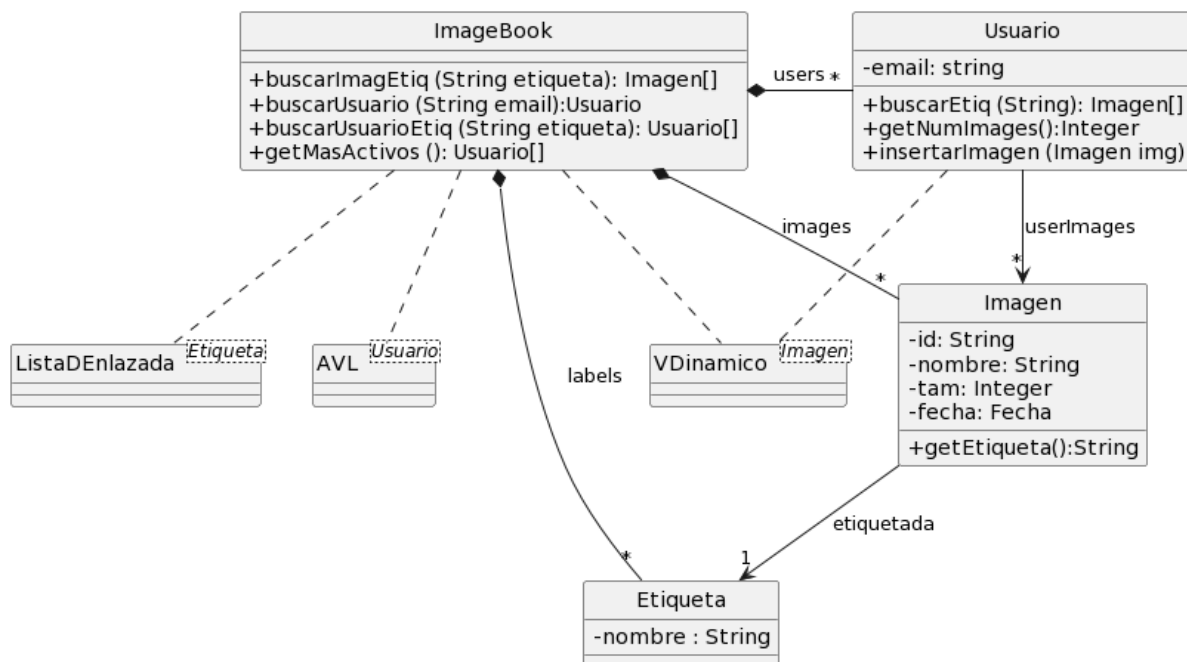 ImageBook
+buscarImagEtiq (String etiqueta): Imagen[]
+buscarUsuario (String email):Usuario
+buscarUsuarioEtiq (String etiqueta): Usuario[]
+getMasActivos (): Usuario[]
users *
Usuario
-email: string
+buscarEtiq (String): Imagen[]
+getNumImages():Integer
+insertarImagen (Imagen img)
images
*
userImages
*
ListaDEnlazada
Etiqueta
AVL
Usuario
VDinamico
Imagen
labels
*
Imagen
-id: String
-nombre: String
-tam: Integer
-fecha: Fecha
+getEtiqueta():String
etiquetada
1
Etiqueta
-nombre : String